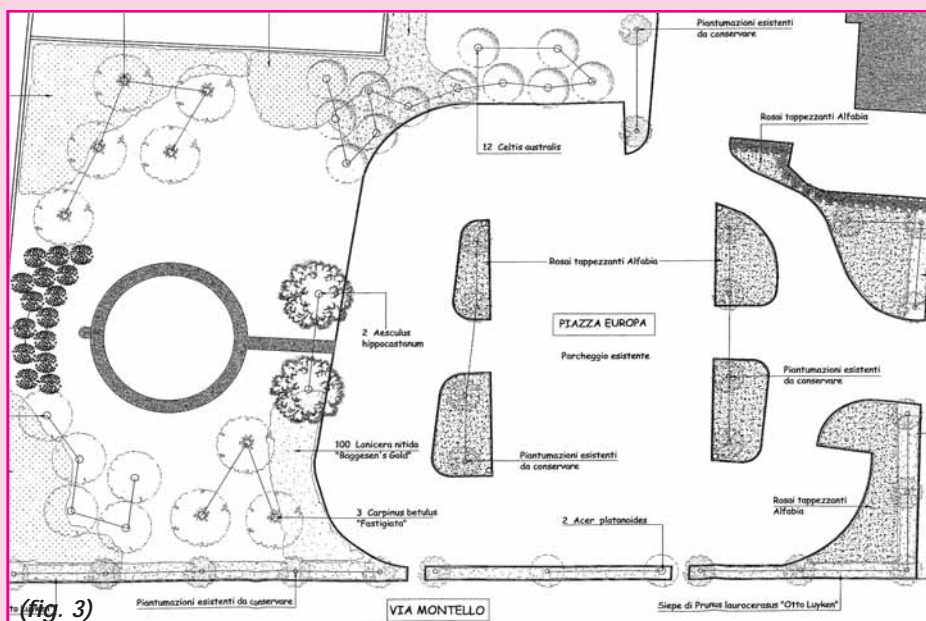 Piantumazioni esistenti
da conservare
Rosai tappezzanti Alfabia
12 Celtis australis
Rosai tappezzanti Alfabia
PIAZZA EUROPA
2 Aesculus
hippocastanum
Parcheggio esistente
Piantumazioni esistenti
da conservare
100 Lonicera nitida
"Baggesen's Gold"
Piantumazioni esistenti
da conservare
3 Carpinus betulus
"Fastigiata"
2 Acer platanoides
Rosai tappezzanti
Alfabia
Piantumazioni esistenti da conservare
VIA MONTELLO
Siepe di Prunus laurocerasus "Otto Luyken"
(fig. 3)